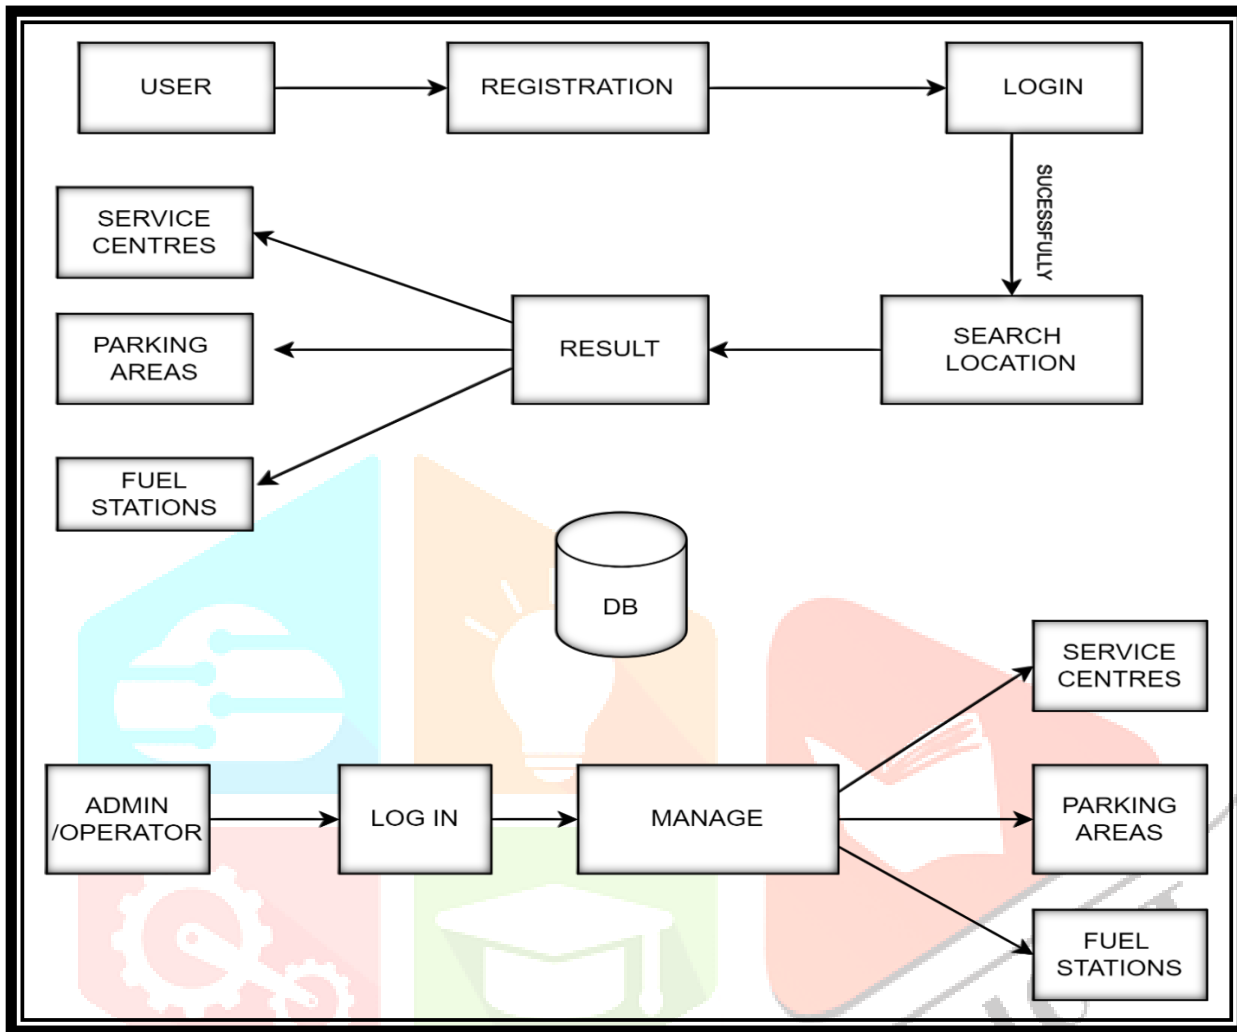 USER
REGISTRATION
LOGIN
SUCESSFULLY
SERVICE
CENTRES
PARKING
AREAS
RESULT
SEARCH
LOCATION
FUEL
STATIONS
DB
SERVICE
CENTRES
ADMIN
/OPERATOR
LOG IN
MANAGE
PARKING
AREAS
FUEL
STATIONS